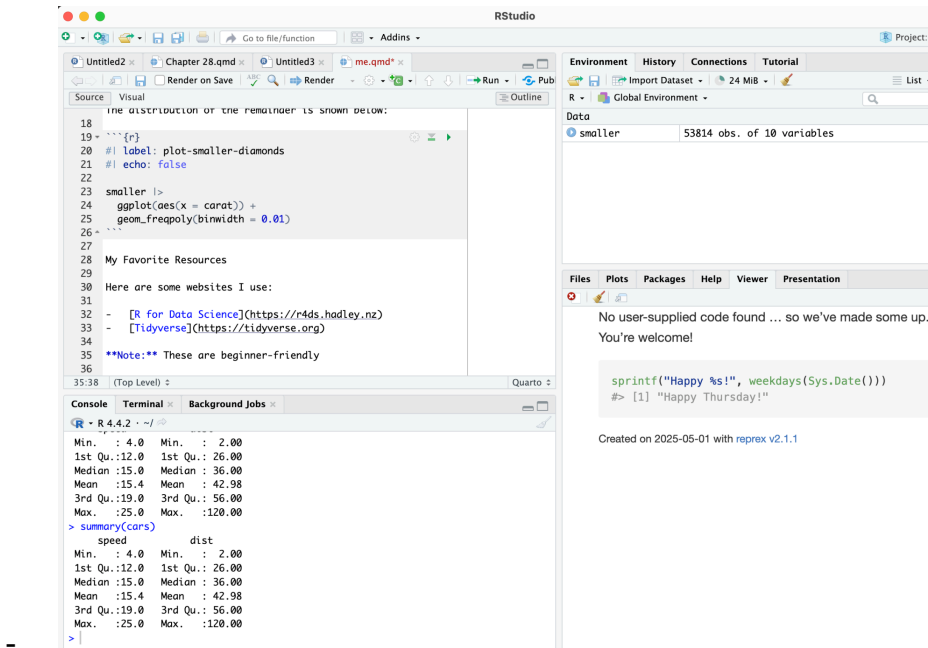 RStudio
Go to file/function
Addins
Project:
Untitled2
Chapter 28.qmd
Untitled3
me.qmd*
Render on Save
ABC
Render
Run
Pub
Source
Visual
Outline
The distribution of the remainder is shown below:
18
19 ```{r}
20 #| label: plot-smaller-diamonds
21 #| echo: false
22
23 smaller |>
24 ggplot(aes(x = carat)) +
25 geom_freqpoly(binwidth = 0.01)
26 ```
27
28 My Favorite Resources
29
30 Here are some websites I use:
31
32 - [R for Data Science](https://r4ds.hadley.nz)
33 - [Tidyverse](https://tidyverse.org)
34
35 **Note:** These are beginner-friendly
36
35:38 (Top Level) Quarto
Console Terminal Background Jobs
R 4.4.2 · ~/
speed dist
Min. : 4.0 Min. : 2.00
1st Qu.:12.0 1st Qu.: 26.00
Median :15.0 Median : 36.00
Mean :15.4 Mean : 42.98
3rd Qu.:19.0 3rd Qu.: 56.00
Max. :25.0 Max. :120.00
> summary(cars)
speed dist
Min. : 4.0 Min. : 2.00
1st Qu.:12.0 1st Qu.: 26.00
Median :15.0 Median : 36.00
Mean :15.4 Mean : 42.98
3rd Qu.:19.0 3rd Qu.: 56.00
Max. :25.0 Max. :120.00
>
Environment History Connections Tutorial
Import Dataset 24 MiB List
R Global Environment
Data
smaller 53814 obs. of 10 variables
Files Plots Packages Help Viewer Presentation
No user-supplied code found … so we've made some up.
You're welcome!
sprintf("Happy %s!", weekdays(Sys.Date()))
#> [1] "Happy Thursday!"
Created on 2025-05-01 with reprex v2.1.1
-